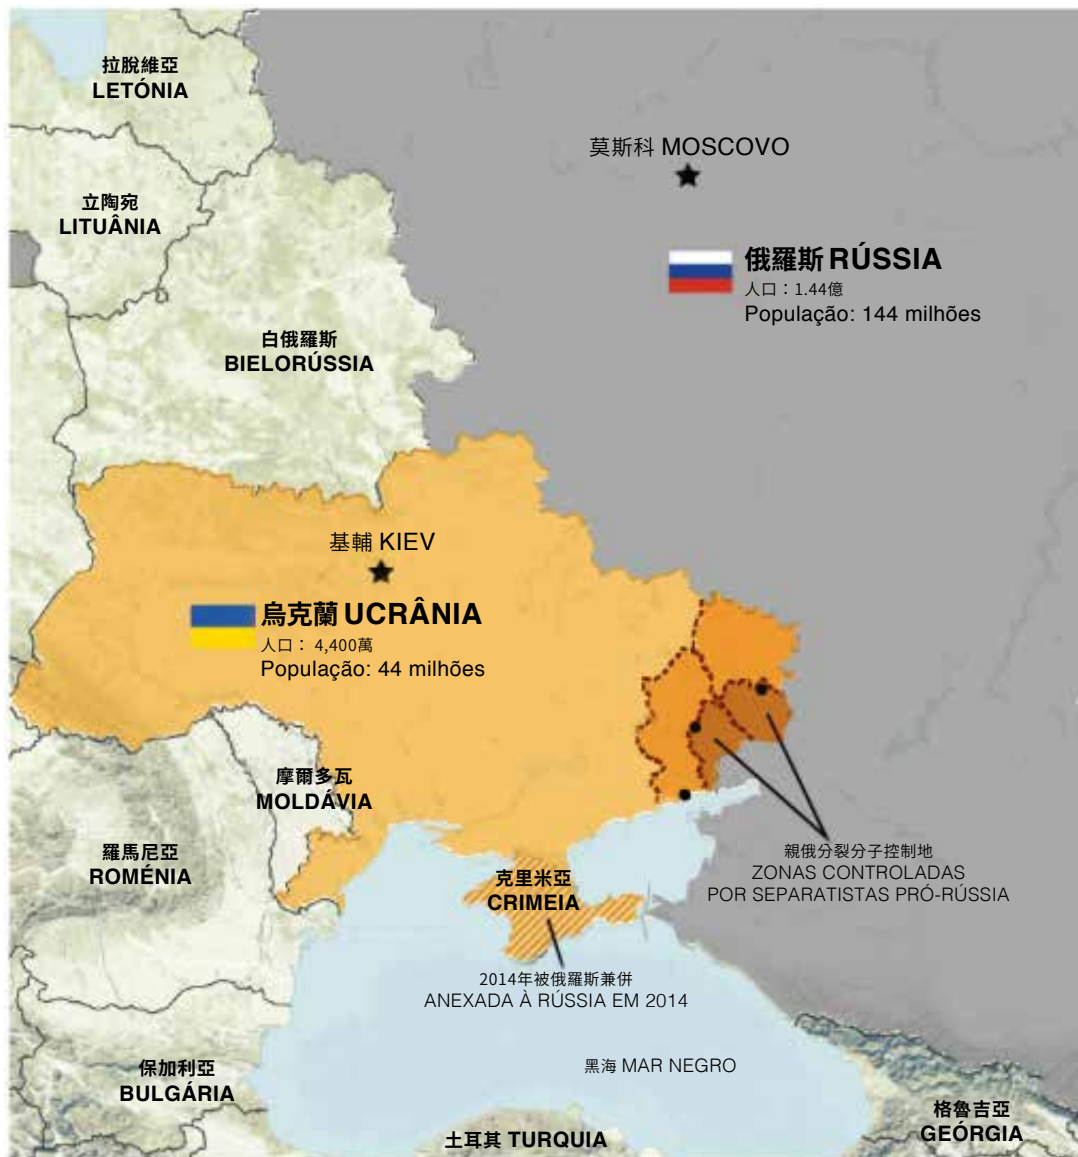 拉脫維亞
LETÓNIA
莫斯科 MOSCOVO
立陶宛
LITUÂNIA
俄羅斯 RÚSSIA
人口：1.44億
População: 144 milhões
白俄羅斯
BIELORÚSSIA
基輔 KIEV
烏克蘭 UCRÂNIA
人口： 4,400萬
População: 44 milhões
摩爾多瓦
MOLDÁVIA
羅馬尼亞
ROMÉNIA
親俄分裂分子控制地
ZONAS CONTROLADAS
POR SEPARATISTAS PRÓ-RÚSSIA
克里米亞
CRIMEIA
2014年被俄羅斯兼併
ANEXADA À RÚSSIA EM 2014
黑海 MAR NEGRO
保加利亞
BULGÁRIA
格魯吉亞
GEÓRGIA
土耳其 TURQUIA